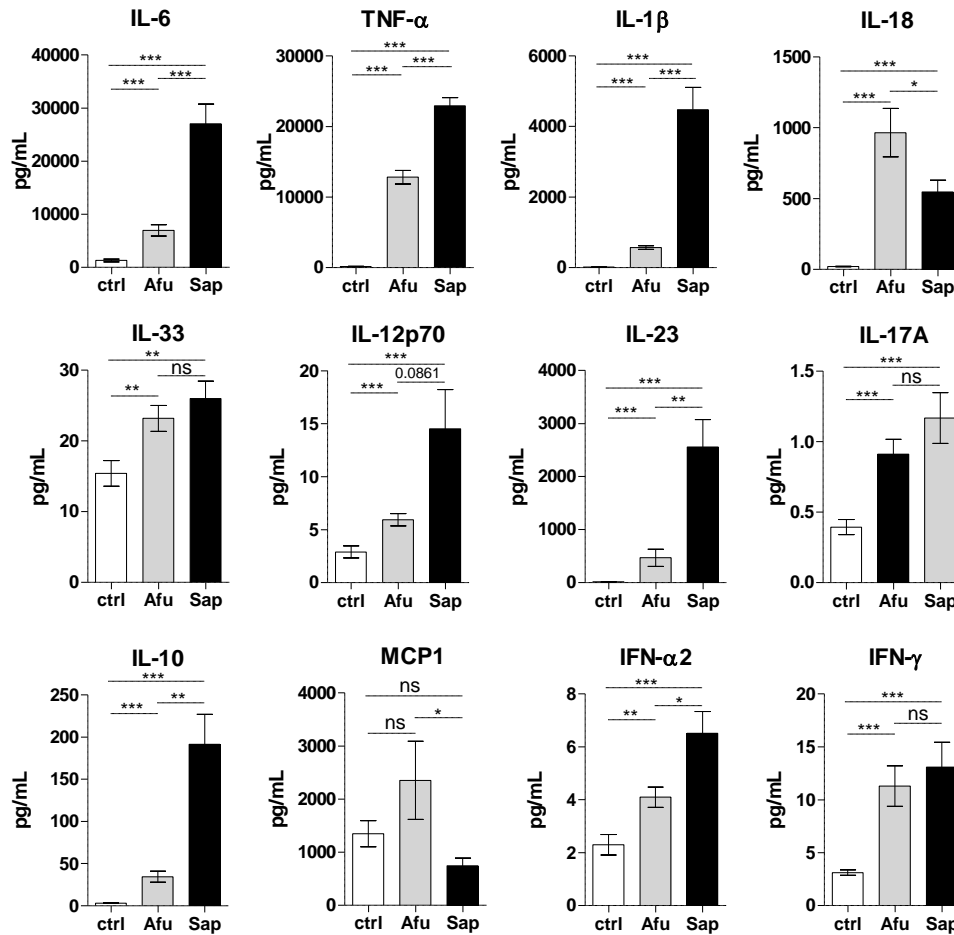 IL-6
40000
30000
20000
10000
0
pg/mL
***
***
***
ctrl Afu Sap
TNF-α
30000
20000
10000
0
pg/mL
***
***
***
ctrl Afu Sap
IL-1β
6000
4000
2000
0
pg/mL
***
***
***
ctrl Afu Sap
IL-18
1500
1000
500
0
pg/mL
***
*
***
ctrl Afu Sap
IL-33
30
20
10
0
pg/mL
**
ns
**
ctrl Afu Sap
IL-12p70
20
15
10
5
0
pg/mL
***
0.0861
***
ctrl Afu Sap
IL-23
4000
3000
2000
1000
0
pg/mL
***
**
***
ctrl Afu Sap
IL-17A
1.5
1.0
0.5
0.0
pg/mL
***
ns
***
ctrl Afu Sap
IL-10
250
200
150
100
50
0
pg/mL
***
**
***
ctrl Afu Sap
MCP1
4000
3000
2000
1000
0
pg/mL
ns
*
ns
ctrl Afu Sap
IFN-α2
8
6
4
2
0
pg/mL
***
*
**
ctrl Afu Sap
IFN-γ
20
15
10
5
0
pg/mL
***
ns
***
ctrl Afu Sap